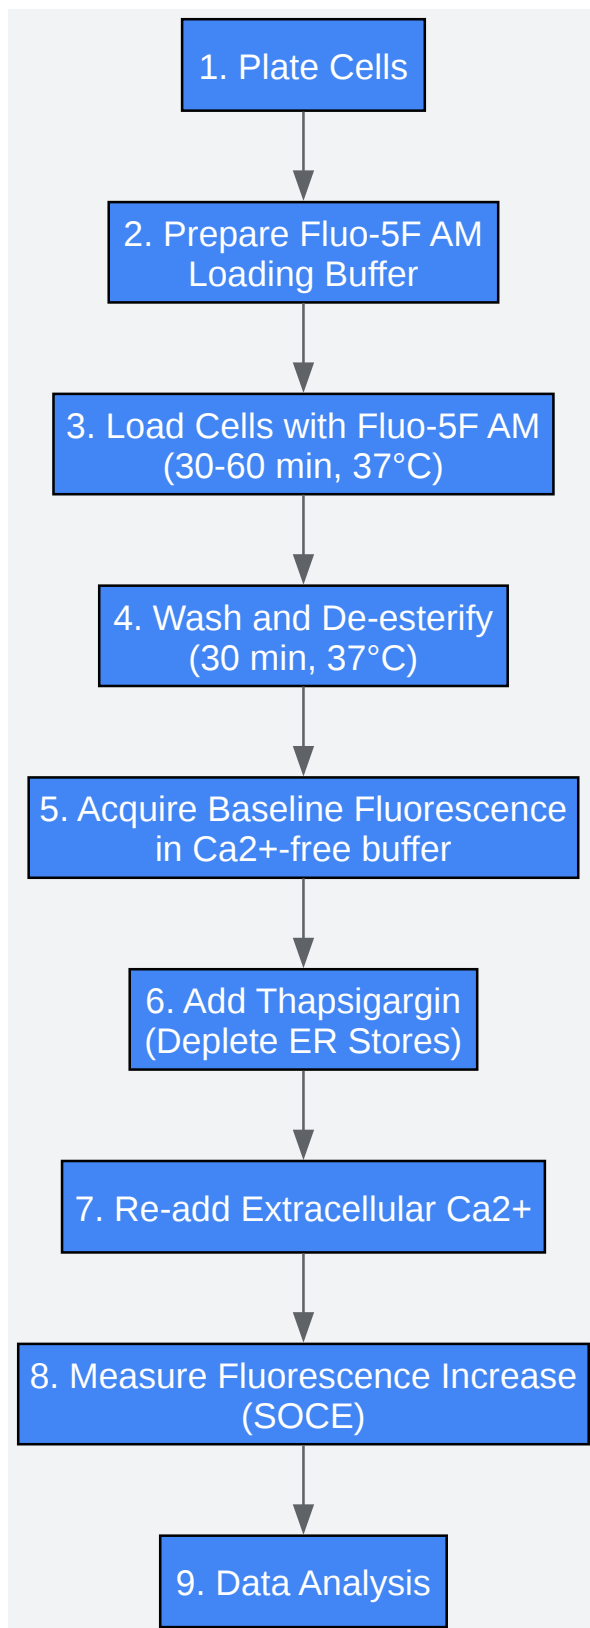 1. Plate Cells
2. Prepare Fluo-5F AM
Loading Buffer
3. Load Cells with Fluo-5F AM
(30-60 min, 37°C)
4. Wash and De-esterify
(30 min, 37°C)
5. Acquire Baseline Fluorescence
in Ca2+-free buffer
6. Add Thapsigargin
(Deplete ER Stores)
7. Re-add Extracellular Ca2+
8. Measure Fluorescence Increase
(SOCE)
9. Data Analysis